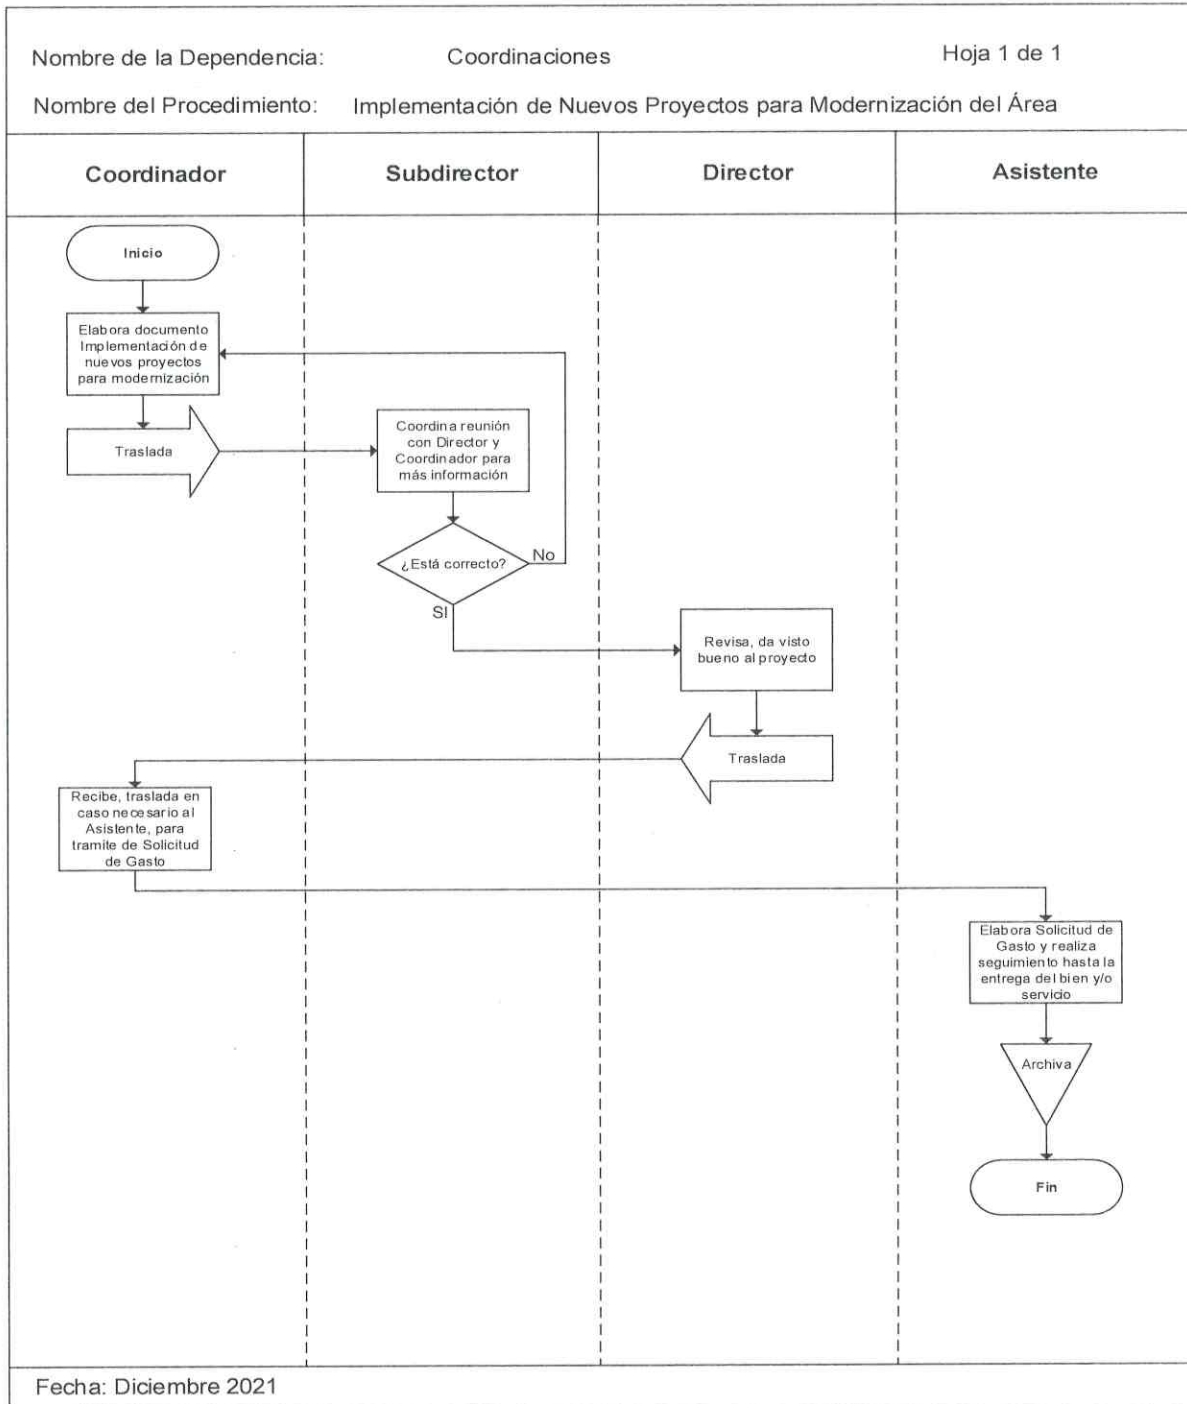 Nombre de la Dependencia: Coordinaciones Hoja 1 de 1
Nombre del Procedimiento: Implementación de Nuevos Proyectos para Modernización del Área
Coordinador Subdirector Director Asistente
Inicio
Elabora documento
Implementación de
nuevos proyectos
para modernización
Traslada
Coordina reunión
con Director y
Coordinador para
más información
¿Está correcto?
No
SI
Revisa, da visto
bueno al proyecto
Traslada
Recibe, traslada en
caso necesario al
Asistente, para
tramite de Solicitud
de Gasto
Elabora Solicitud de
Gasto y realiza
seguimiento hasta la
entrega del bien y/o
servicio
Archiva
Fin
Fecha: Diciembre 2021